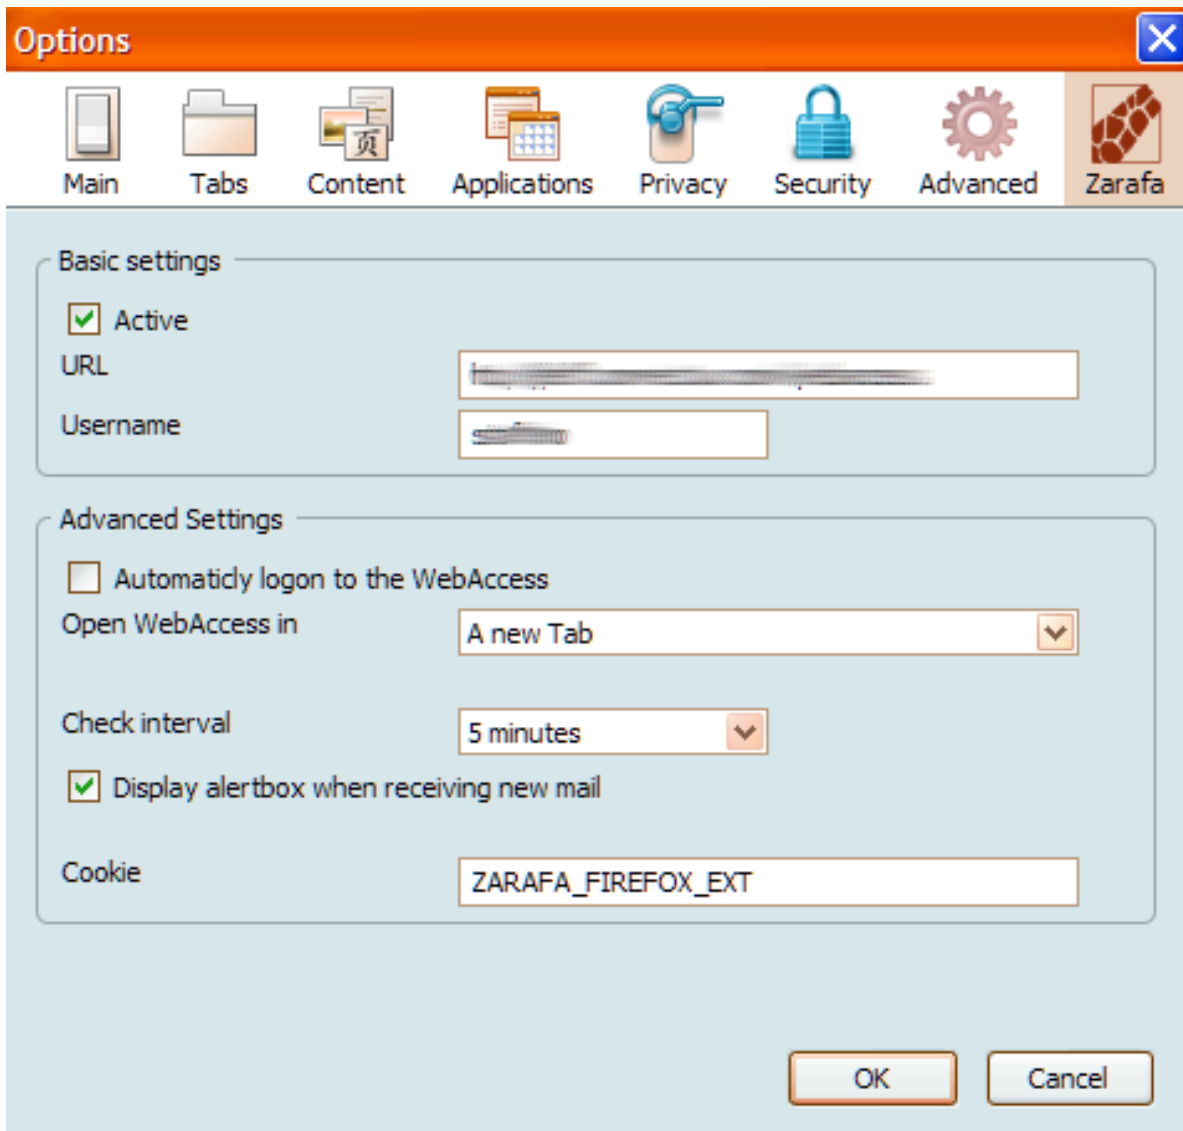 Options
页
Main Tabs Content Applications Privacy Security Advanced Zarafa
Basic settings
Active
URL
Username
Advanced Settings
Automaticly logon to the WebAccess
Open WebAccess in A new Tab
Check interval 5 minutes
Display alertbox when receiving new mail
Cookie ZARAFA_FIREFOX_EXT
OK Cancel